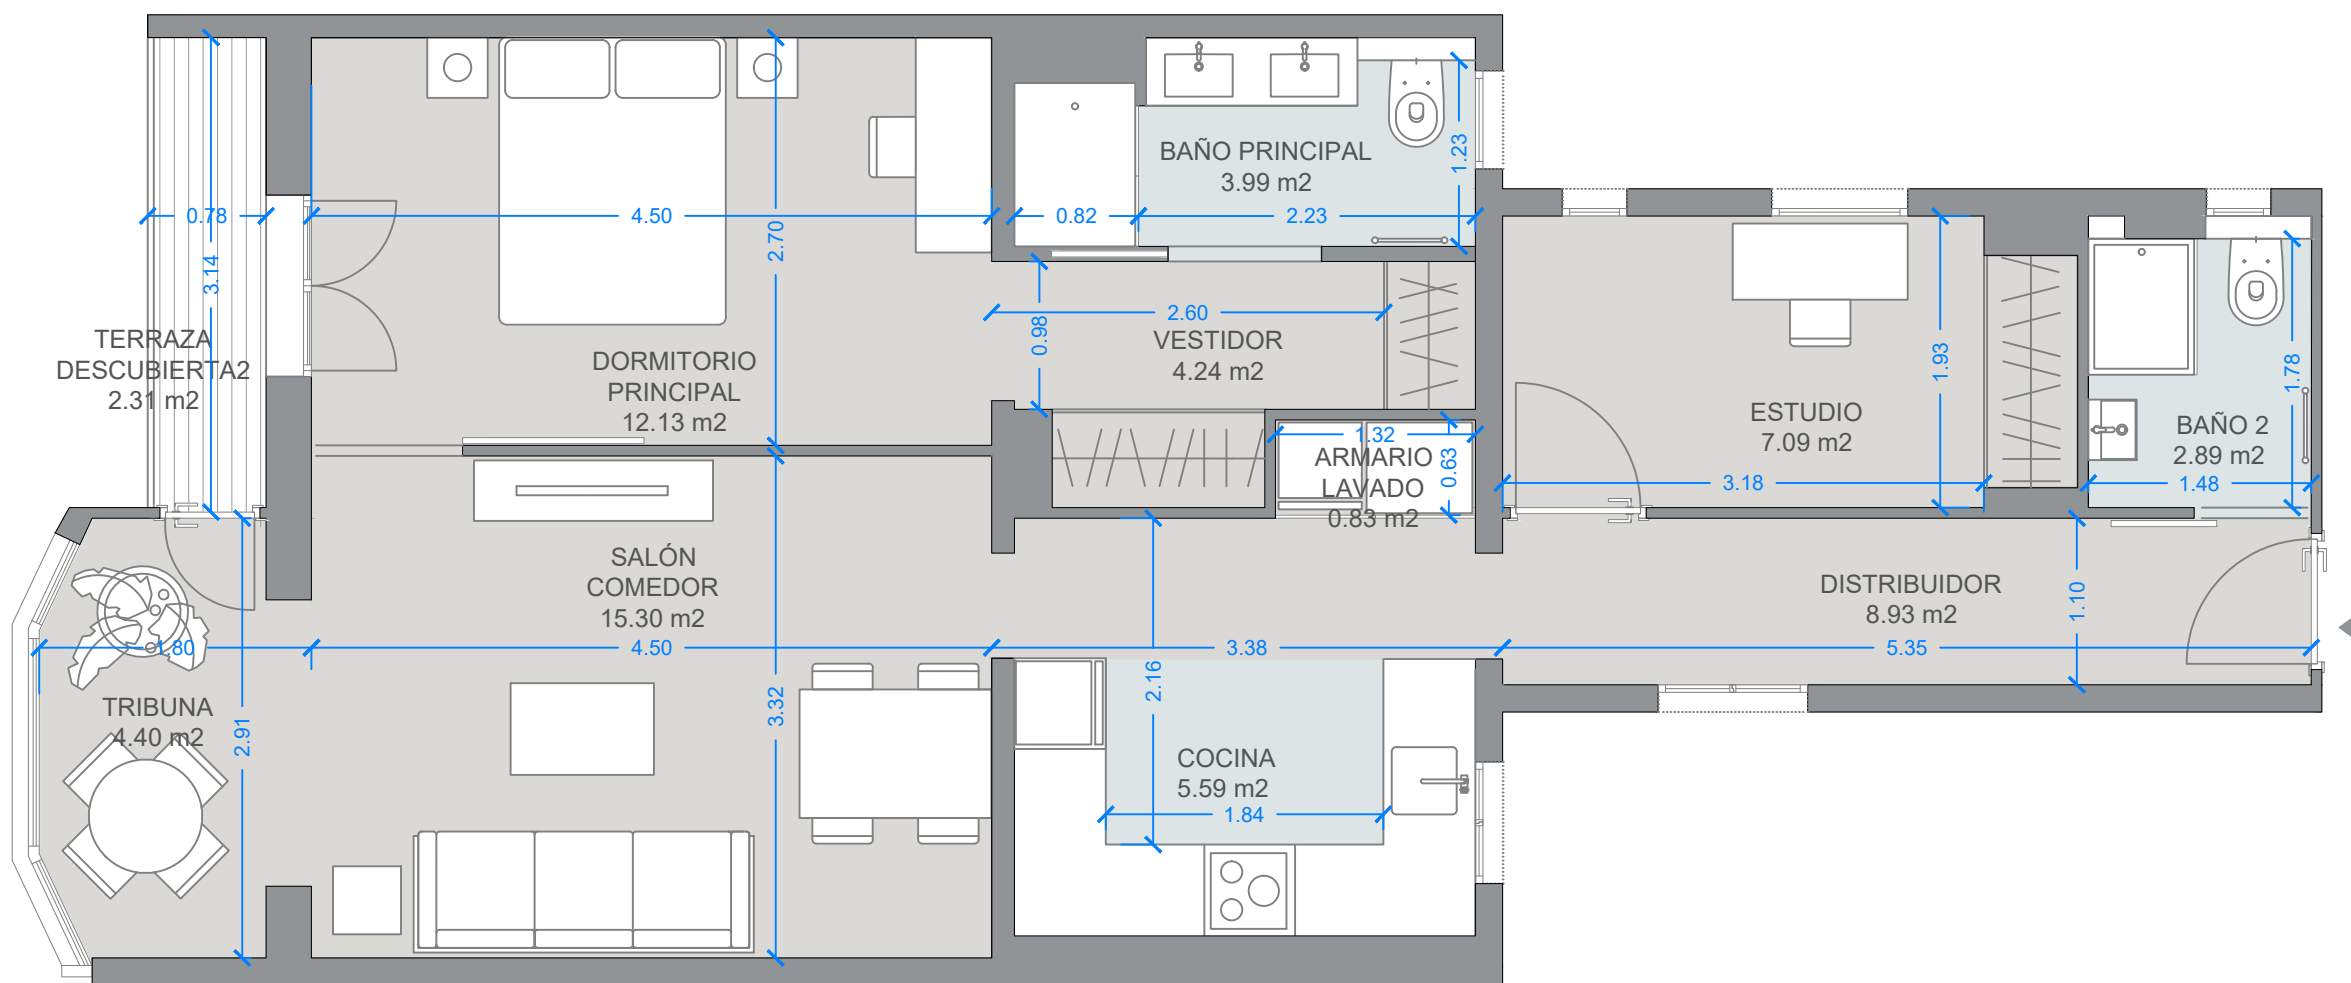 BAÑO PRINCIPAL
3.99 m2
1.23
0.78
4.50
2.70
0.82
2.23
3.14
2.60
0.98
TERRAZA
DESCUBIERTA2
2.31 m2
DORMITORIO
PRINCIPAL
12.13 m2
VESTIDOR
4.24 m2
1.93
1.78
ESTUDIO
7.09 m2
BAÑO 2
2.89 m2
1.32
0.63
ARMARIO
LAVADO
0.83 m2
3.18
1.48
SALÓN
COMEDOR
15.30 m2
DISTRIBUIDOR
8.93 m2
1.10
1.80
4.50
3.38
5.35
2.16
TRIBUNA
4.40 m2
2.91
3.32
COCINA
5.59 m2
1.84